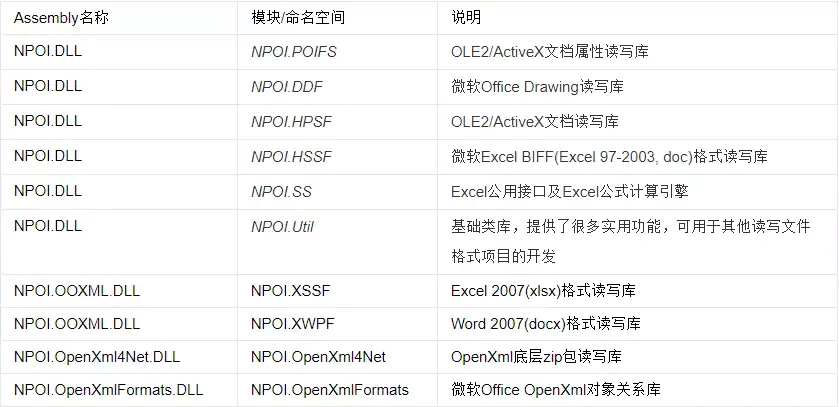 Assembly名称 模块/命名空间 说明
NPOI.DLL NPOI.POIFS OLE2/ActiveX文档属性读写库
NPOI.DLL NPOI.DDF 微软Office Drawing读写库
NPOI.DLL NPOI.HPSF OLE2/ActiveX文档读写库
NPOI.DLL NPOI.HSSF 微软Excel BIFF(Excel 97-2003, doc)格式读写库
NPOI.DLL NPOI.SS Excel公用接口及Excel公式计算引擎
NPOI.DLL NPOI.Util 基础类库，提供了很多实用功能，可用于其他读写文件
格式项目的开发
NPOI.OOXML.DLL NPOI.XSSF Excel 2007(xlsx)格式读写库
NPOI.OOXML.DLL NPOI.XWPF Word 2007(docx)格式读写库
NPOI.OpenXml4Net.DLL NPOI.OpenXml4Net OpenXml底层zip包读写库
NPOI.OpenXmlFormats.DLL NPOI.OpenXmlFormats 微软Office OpenXml对象关系库